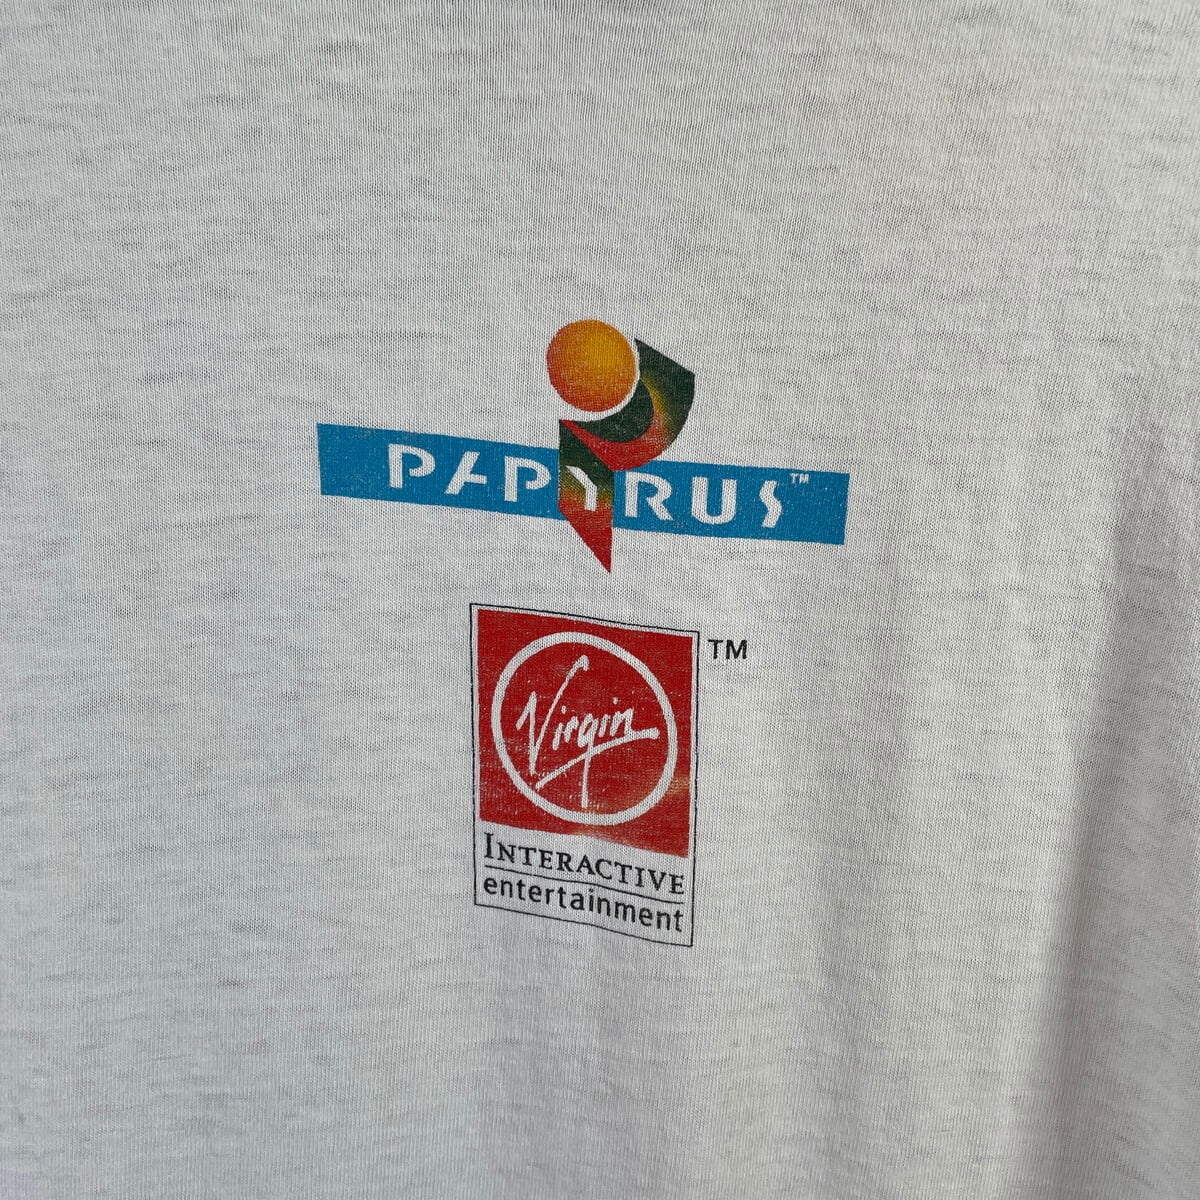 PAPYRUS™
TM
Virgin
INTERACTIVE
entertainment